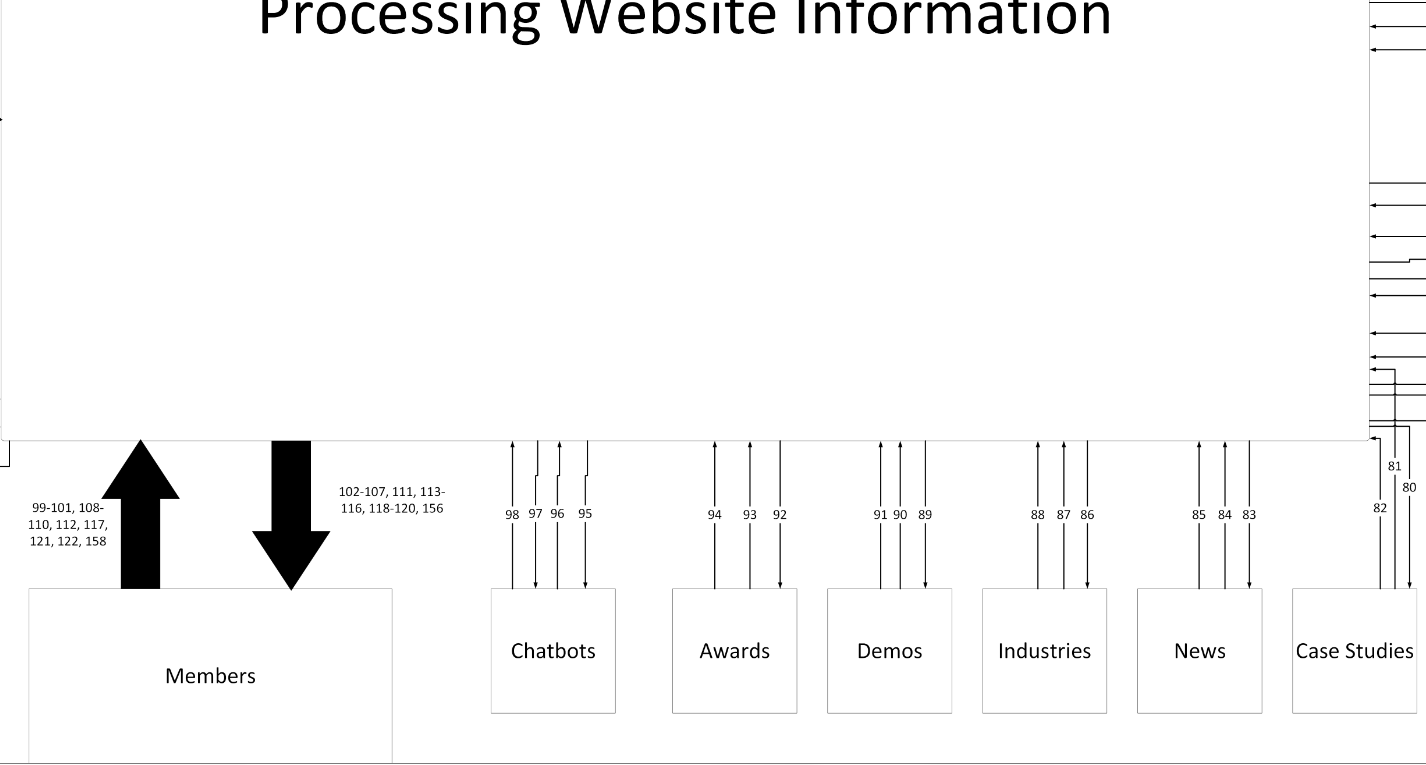 Processing Website Information
81
80
82
99-101, 108-
110, 112, 117,
121, 122, 158
102-107, 111, 113-
116, 118-120, 156
98 97 96 95
94 93 92
91 90 89
88 87 86
85 84 83
Members
Chatbots
Awards
Demos
Industries
News
Case Studies